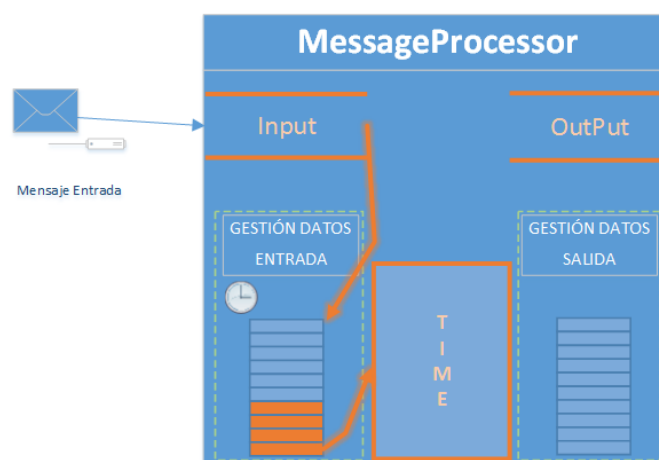 MessageProcessor
Input
OutPut
Mensaje Entrada
GESTIÓN DATOS
ENTRADA
GESTIÓN DATOS
SALIDA
T
I
M
E